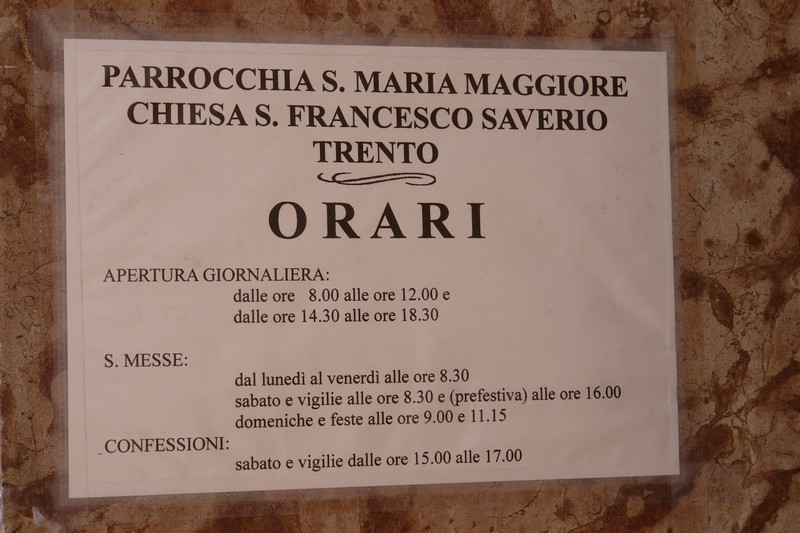 PARROCCHIA S. MARIA MAGGIORE
CHIESA S. FRANCESCO SAVERIO
TRENTO
ORARI
APERTURA GIORNALIERA:
dalle ore 8.00 alle ore 12.00 e
dalle ore 14.30 alle ore 18.30
S. MESSE:
dal lunedì al venerdì alle ore 8.30
sabato e vigilie alle ore 8.30 e (prefestiva) alle ore 16.00
domeniche e feste alle ore 9.00 e 11.15
CONFESSIONI:
sabato e vigilie dalle ore 15.00 alle 17.00